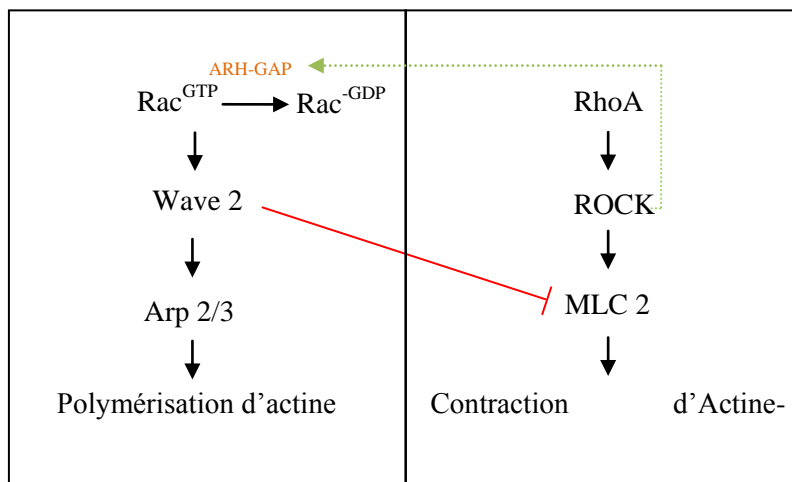 ARH-GAP
Rac^GTP Rac^-GDP
Wave 2
Arp 2/3
Polymérisation d’actine
RhoA
ROCK
MLC 2
Contraction d’Actine-